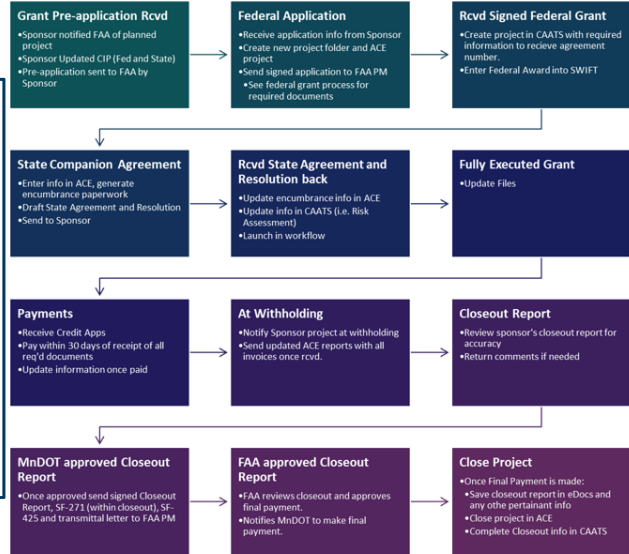 Grant Pre-application Rcvd
•Sponsor notified FAA of planned
project
•Sponsor Updated CIP (Fed and State)
•Pre-application sent to FAA by
Sponsor
Federal Application
•Receive application info from Sponsor
•Create new project folder and ACE
project
•Send signed application to FAA PM
•See federal grant process for
required documents
Rcvd Signed Federal Grant
•Create project in CAATS with required
information to recieve agreement
number.
•Enter Federal Award into SWIFT
State Companion Agreement
•Enter info in ACE, generate
encumbrance paperwork
•Draft State Agreement and Resolution
•Send to Sponsor
Rcvd State Agreement and
Resolution back
•Update encumbrance info in ACE
•Update info in CAATS (i.e. Risk
Assessment)
•Launch in workflow
Fully Executed Grant
•Update Files
Payments
•Receive Credit Apps
•Pay within 30 days of receipt of all
req'd documents
•Update information once paid
At Withholding
•Notify Sponsor project at withholding
•Send updated ACE reports with all
invoices once rcvd.
Closeout Report
•Review sponsor's closeout report for
accuracy
•Return comments if needed
MnDOT approved Closeout
Report
•Once approved send signed Closeout
Report, SF-271 (within closeout), SF-
425 and transmittal letter to FAA PM
FAA approved Closeout
Report
•FAA reviews closeout and approves
final payment.
•Notifies MnDOT to make final
payment.
Close Project
•Once Final Payment is made:
•Save closeout report in eDocs and
any othe pertanant info
•Close project in ACE
•Complete Closeout info in CAATS